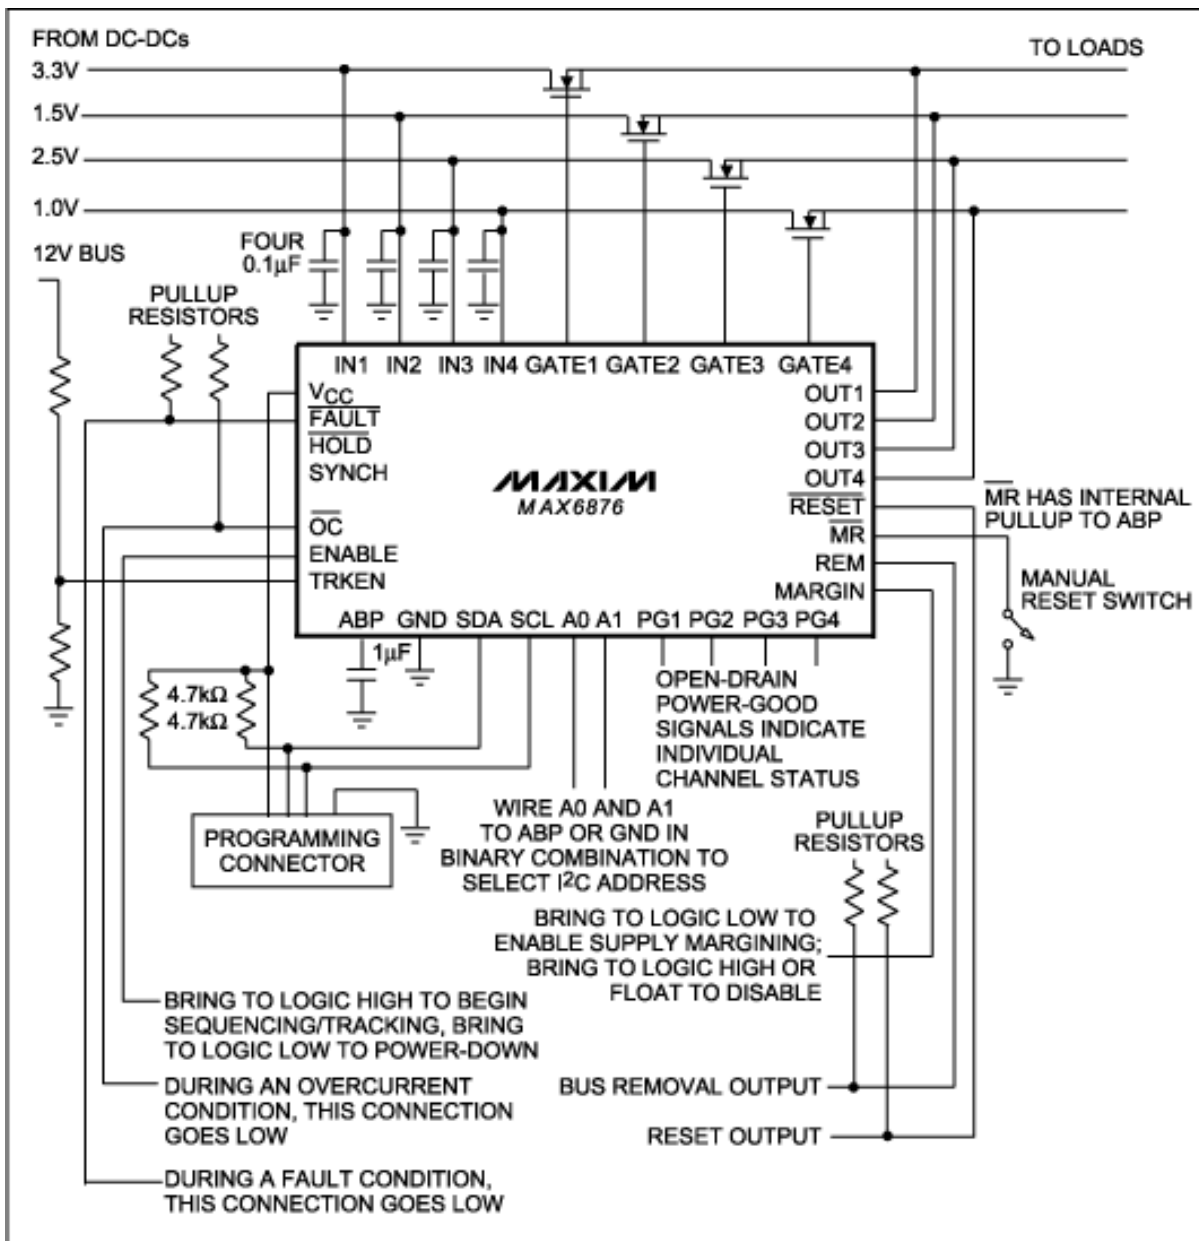 FROM DC-DCs
TO LOADS
3.3V
1.5V
2.5V
1.0V
12V BUS
FOUR
0.1µF
PULLUP
RESISTORS
IN1 IN2 IN3 IN4 GATE1 GATE2 GATE3 GATE4
VCC
FAULT
HOLD
SYNCH
OC
ENABLE
TRKEN
MAXIM
MAX6876
OUT1
OUT2
OUT3
OUT4
RESET
MR
REM
MARGIN
MR HAS INTERNAL
PULLUP TO ABP
MANUAL
RESET SWITCH
ABP GND SDA SCL A0 A1 PG1 PG2 PG3 PG4
1µF
4.7kΩ
4.7kΩ
OPEN-DRAIN
POWER-GOOD
SIGNALS INDICATE
INDIVIDUAL
CHANNEL STATUS
PROGRAMMING
CONNECTOR
WIRE A0 AND A1
TO ABP OR GND IN
BINARY COMBINATION TO
SELECT I²C ADDRESS
PULLUP
RESISTORS
BRING TO LOGIC LOW TO
ENABLE SUPPLY MARGINING;
BRING TO LOGIC HIGH OR
FLOAT TO DISABLE
BRING TO LOGIC HIGH TO BEGIN
SEQUENCING/TRACKING, BRING
TO LOGIC LOW TO POWER-DOWN
DURING AN OVERCURRENT
CONDITION, THIS CONNECTION
GOES LOW
BUS REMOVAL OUTPUT
RESET OUTPUT
DURING A FAULT CONDITION,
THIS CONNECTION GOES LOW